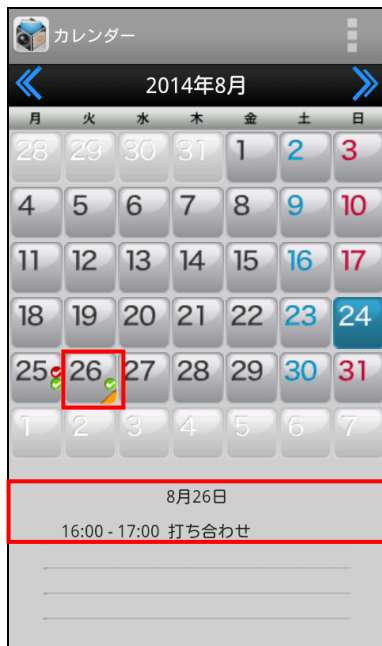 カレンダー
2014年8月
月 火 水 木 金 土 日
28 29 30 31 1 2 3
4 5 6 7 8 9 10
11 12 13 14 15 16 17
18 19 20 21 22 23 24
25 26 27 28 29 30 31
1 2 3 4 5 6 7
8月26日
16:00 - 17:00 打ち合わせ